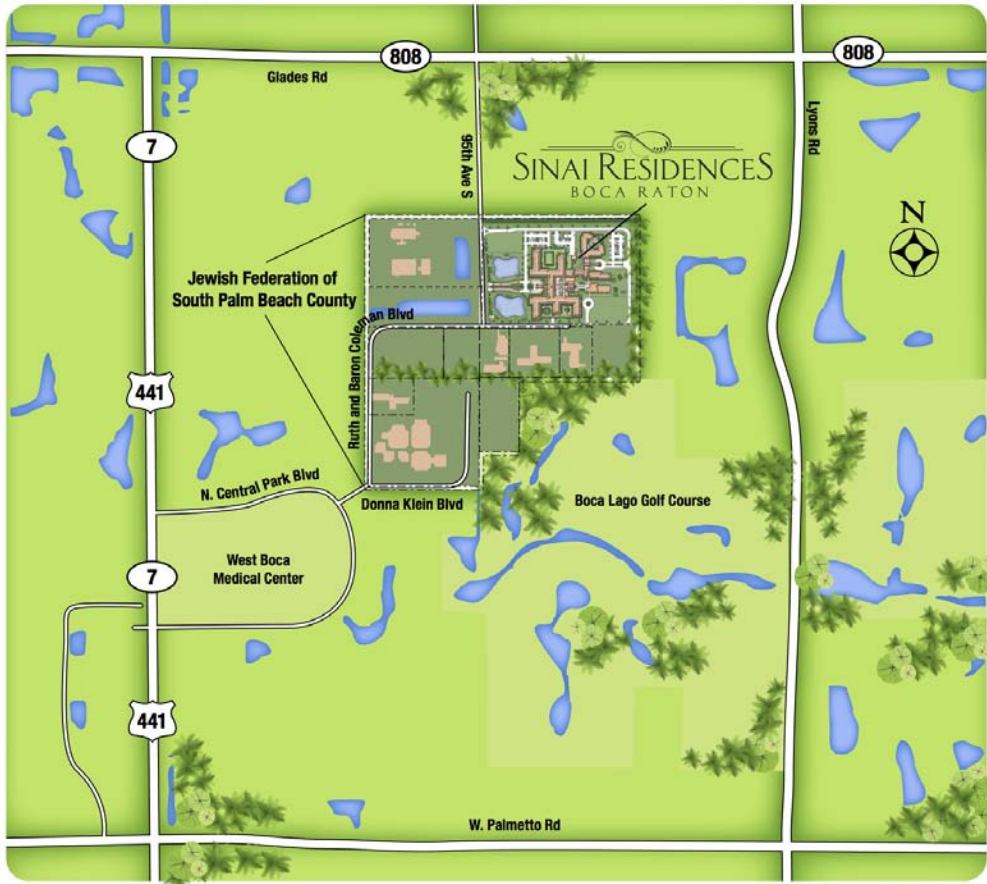 808
808
Glades Rd
7
95th Ave S
Lyons Rd
SINAI RESIDENCES
BOCA RATON
N
Jewish Federation of
South Palm Beach County
Ruth and Baron Coleman Blvd
441
N. Central Park Blvd
Donna Klein Blvd
Boca Lago Golf Course
West Boca
Medical Center
7
441
W. Palmetto Rd